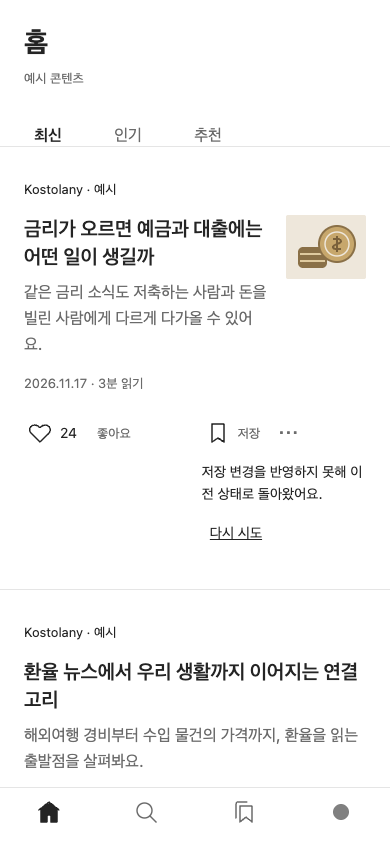 홈
예시 콘텐츠
최신 인기 추천
Kostolany · 예시
금리가 오르면 예금과 대출에는
어떤 일이 생길까
같은 금리 소식도 저축하는 사람과 돈을
빌린 사람에게 다르게 다가올 수 있어
요.
2026.11.17 · 3분 읽기
24 좋아요 저장
저장 변경을 반영하지 못해 이
전 상태로 돌아왔어요.
다시 시도
Kostolany · 예시
환율 뉴스에서 우리 생활까지 이어지는 연결
고리
해외여행 경비부터 수입 물건의 가격까지, 환율을 읽는
출발점을 살펴봐요.